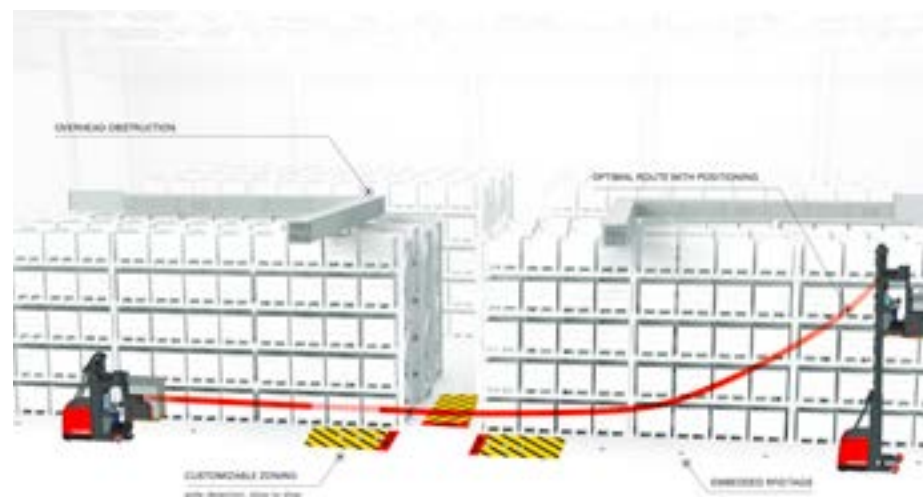 OVERHEAD OBSTRUCTION
OPTIMAL ROUTE WITH POSITIONING
CUSTOMIZABLE ZONING
EMBEDDED RFID TAGS